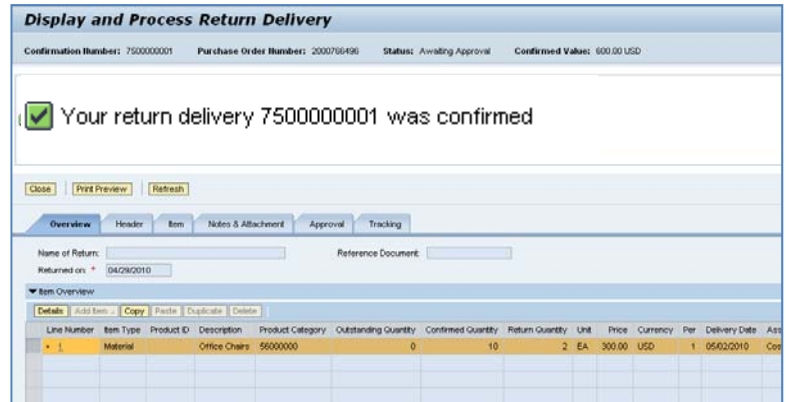 Display and Process Return Delivery
Confirmation Number: 7500000001 Purchase Order Number: 2000766496 Status: Awaiting Approval Confirmed Value: 600.00 USD
Your return delivery 7500000001 was confirmed
Close Print Preview Refresh
Overview Header Item Notes & Attachment Approval Tracking
Name of Return: Reference Document:
Returned on: * 04/29/2010
Item Overview
Details Add Item Copy Paste Duplicate Delete
Line Number Item Type Product ID Description Product Category Outstanding Quantity Confirmed Quantity Return Quantity Unit Price Currency Per Delivery Date
1 Material Office Chairs 56000000 0 10 2 EA 300.00 USD 1 05/02/2010